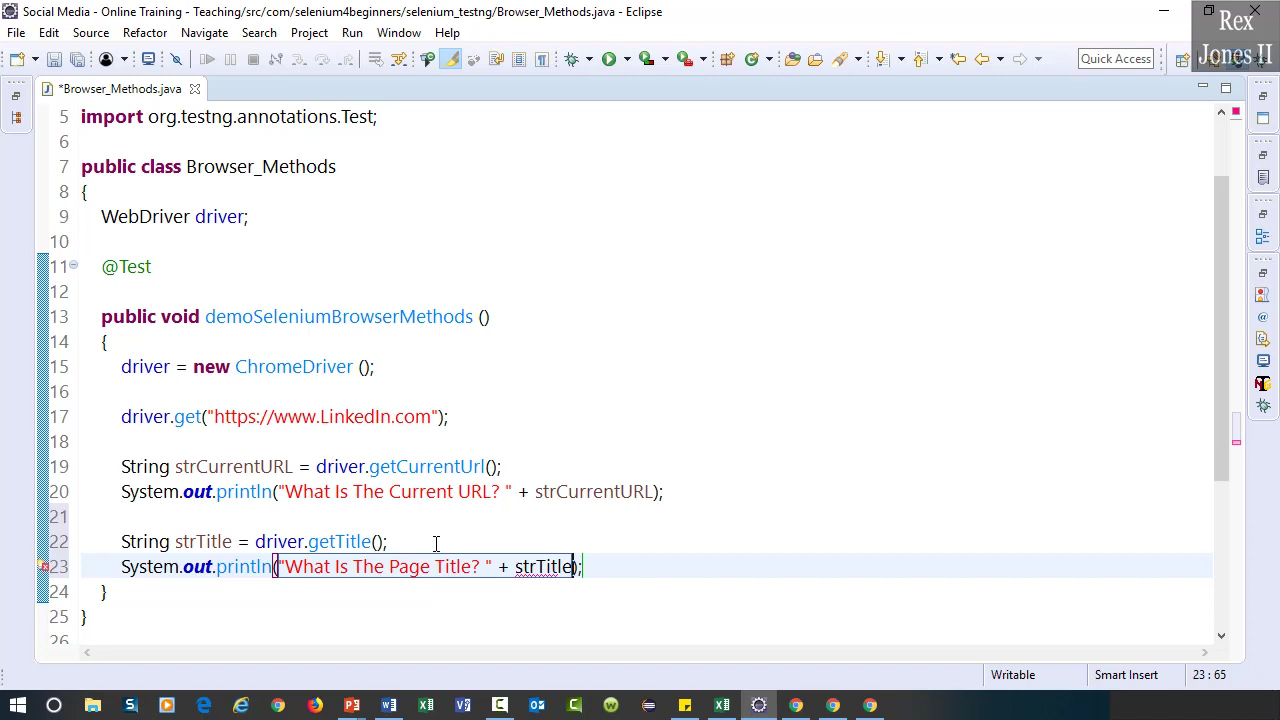 Social Media - Online Training - Teaching/src/com/selenium4beginners/selenium_testng/Browser_Methods.java - Eclipse
Rex
Jones II
File Edit Source Refactor Navigate Search Project Run Window Help
Quick Access
*Browser_Methods.java
5 import org.testng.annotations.Test;
6
7 public class Browser_Methods
8 {
9 WebDriver driver;
10
11 @Test
12
13 public void demoSeleniumBrowserMethods ()
14 {
15 driver = new ChromeDriver ();
16
17 driver.get("https://www.LinkedIn.com");
18
19 String strCurrentURL = driver.getCurrentUrl();
20 System.out.println("What Is The Current URL? " + strCurrentURL);
21
22 String strTitle = driver.getTitle();
23 System.out.println("What Is The Page Title? " + strTitle);
24 }
25 }
26
Writable Smart Insert 23 : 65